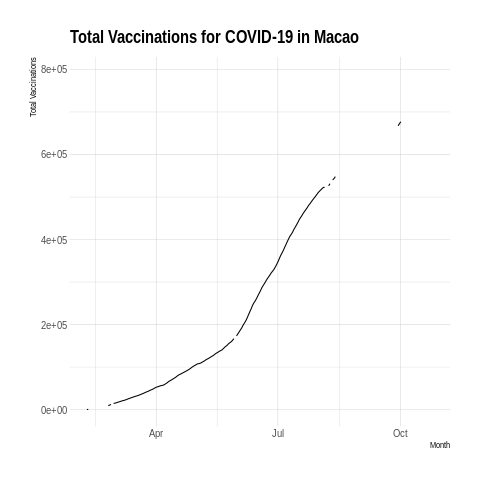 Total Vaccinations for COVID-19 in Macao
Total Vaccinations
8e+05
6e+05
4e+05
2e+05
0e+00
Apr Jul Oct
Month